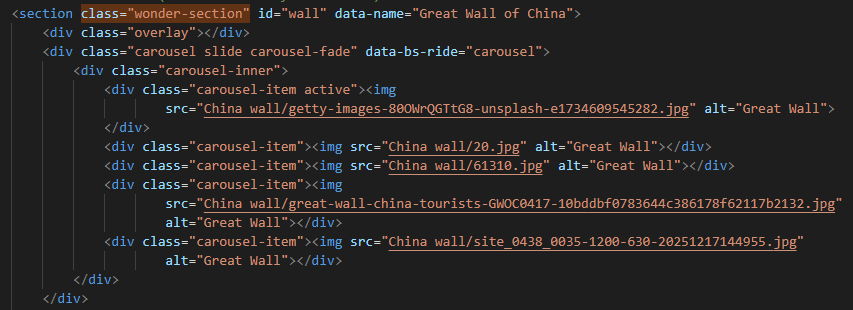 <section class="wonder-section" id="wall" data-name="Great Wall of China">
<div class="overlay"></div>
<div class="carousel slide carousel-fade" data-bs-ride="carousel">
<div class="carousel-inner">
<div class="carousel-item active"><img
src="China wall/getty-images-80OWrQGTtG8-unsplash-e1734609545282.jpg" alt="Great Wall">
</div>
<div class="carousel-item"><img src="China wall/20.jpg" alt="Great Wall"></div>
<div class="carousel-item"><img src="China wall/61310.jpg" alt="Great Wall"></div>
<div class="carousel-item"><img
src="China wall/great-wall-china-tourists-GWOC0417-10bddbf0783644c386178f62117b2132.jpg"
alt="Great Wall"></div>
<div class="carousel-item"><img src="China wall/site_0438_0035-1200-630-20251217144955.jpg"
alt="Great Wall"></div>
</div>
</div>